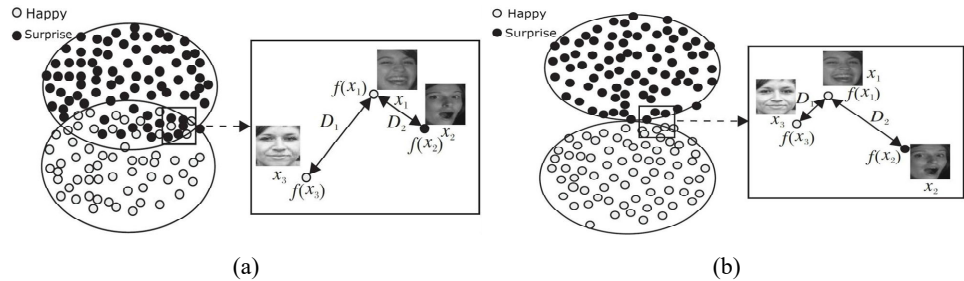 Happy
Surprise
f(x₁)
x₁
D₁
D₂
f(x₂)
x₂
x₃
f(x₃)
(a)
(b)
Happy
Surprise
x₁
D₁
f(x₁)
x₃
D₂
f(x₃)
f(x₂)
x₂